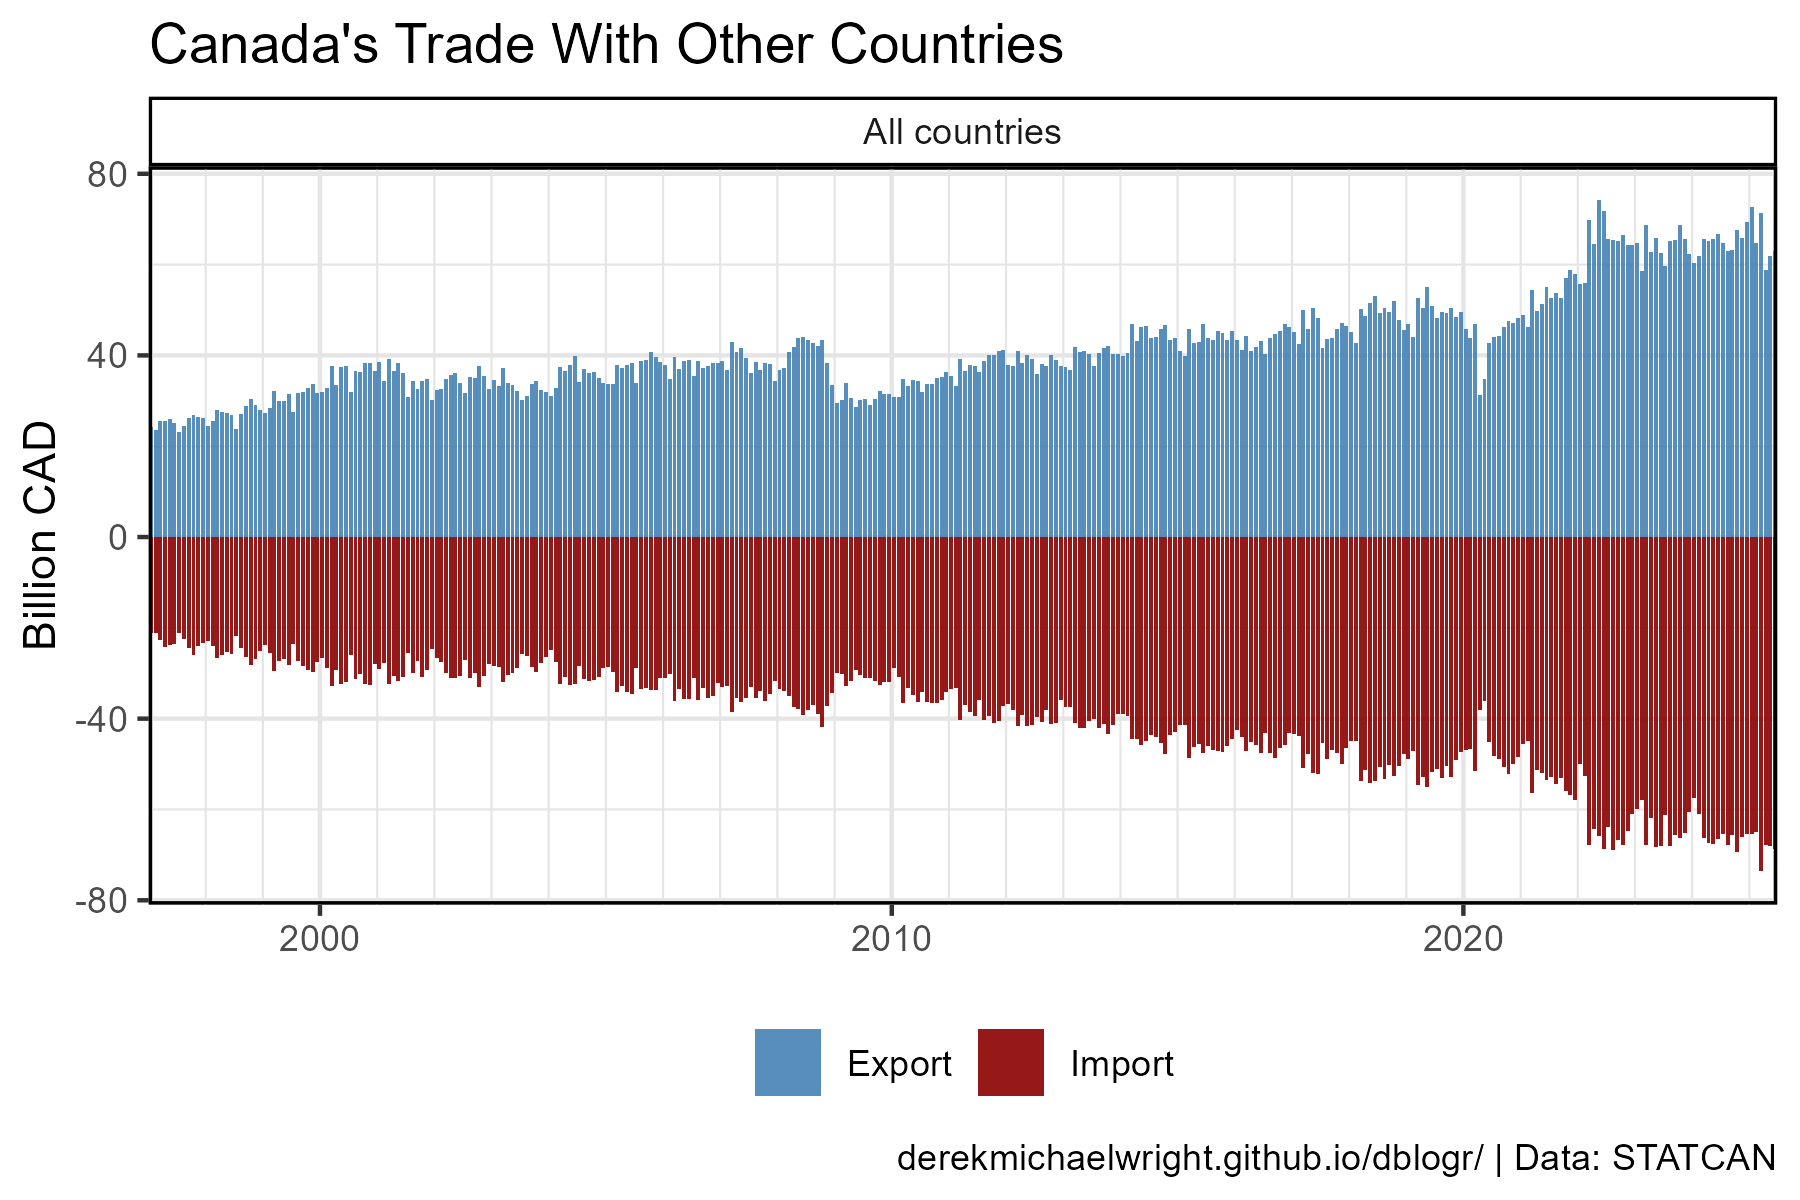 Canada's Trade With Other Countries
All countries
80
40
0
-40
-80
Billion CAD
2000 2010 2020
Export Import
derekmichaelwright.github.io/dblogr/ | Data: STATCAN